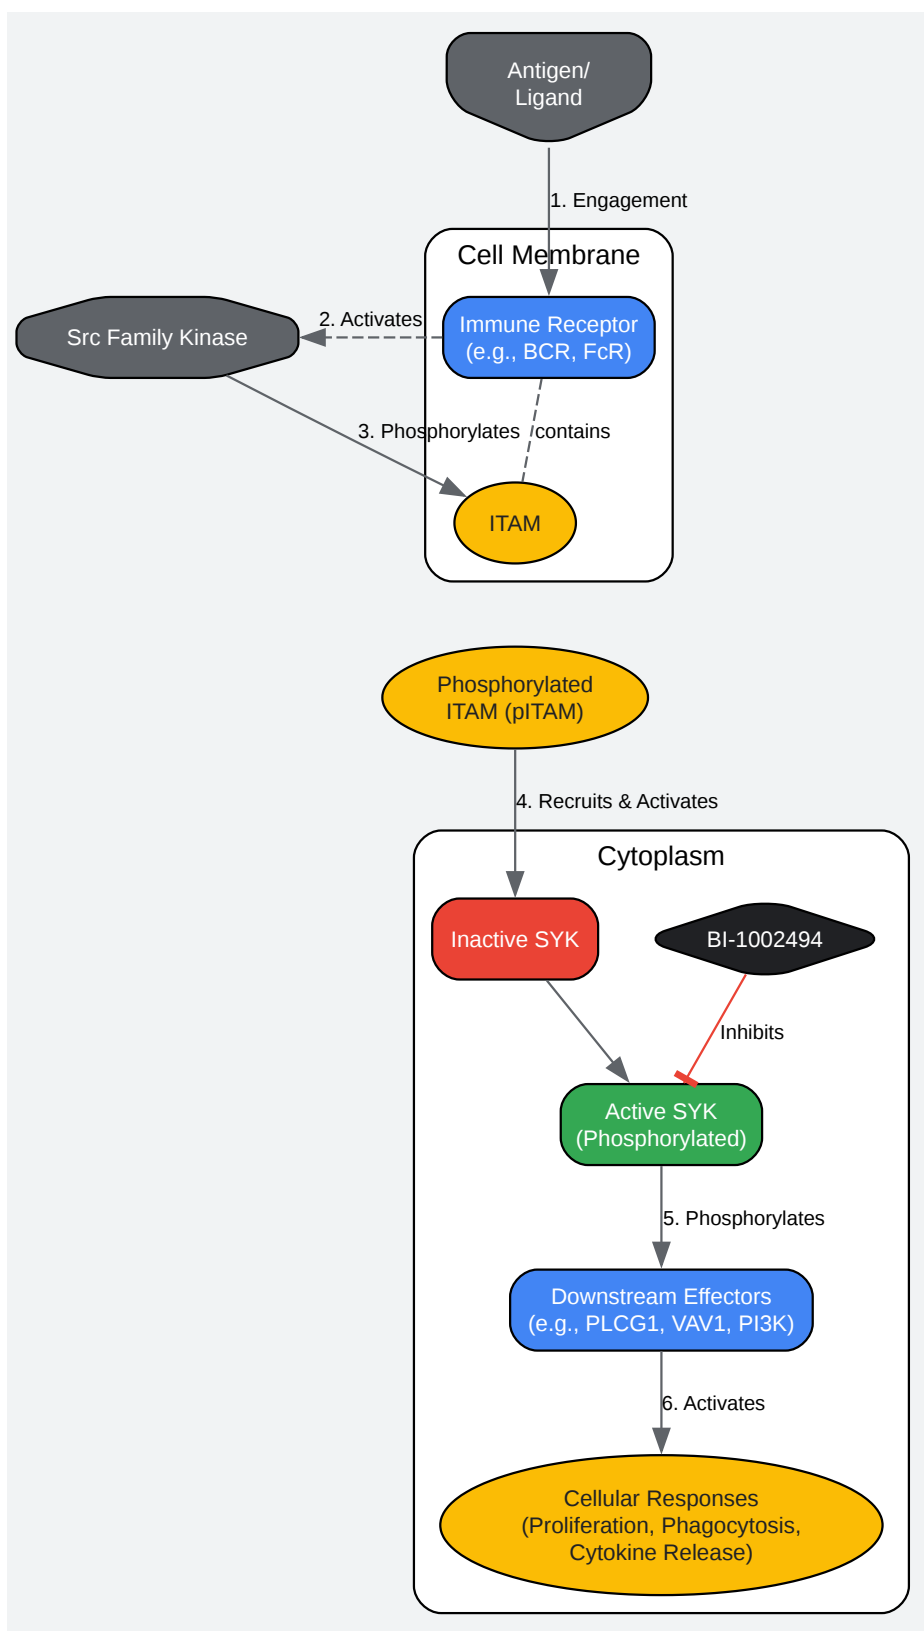 Antigen/
Ligand
1. Engagement
Cell Membrane
Src Family Kinase
2. Activates
Immune Receptor
(e.g., BCR, FcR)
3. Phosphorylates
contains
ITAM
Phosphorylated
ITAM (pITAM)
4. Recruits & Activates
Cytoplasm
Inactive SYK
BI-1002494
Inhibits
Active SYK
(Phosphorylated)
5. Phosphorylates
Downstream Effectors
(e.g., PLCG1, VAV1, PI3K)
6. Activates
Cellular Responses
(Proliferation, Phagocytosis,
Cytokine Release)